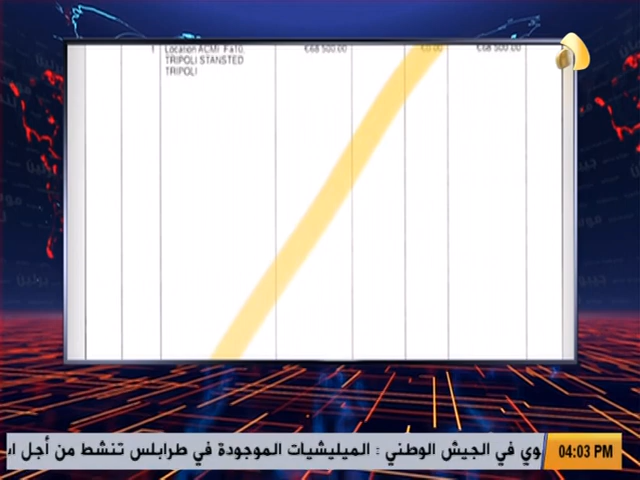 1 Location ACMI Fa10, €68 500.00 €0.00 €68 500.00
TRIPOLI STANSTED
TRIPOLI
وي في الجيش الوطني : الميليشيات الموجودة في طرابلس تنشط من أجل
04:03 PM